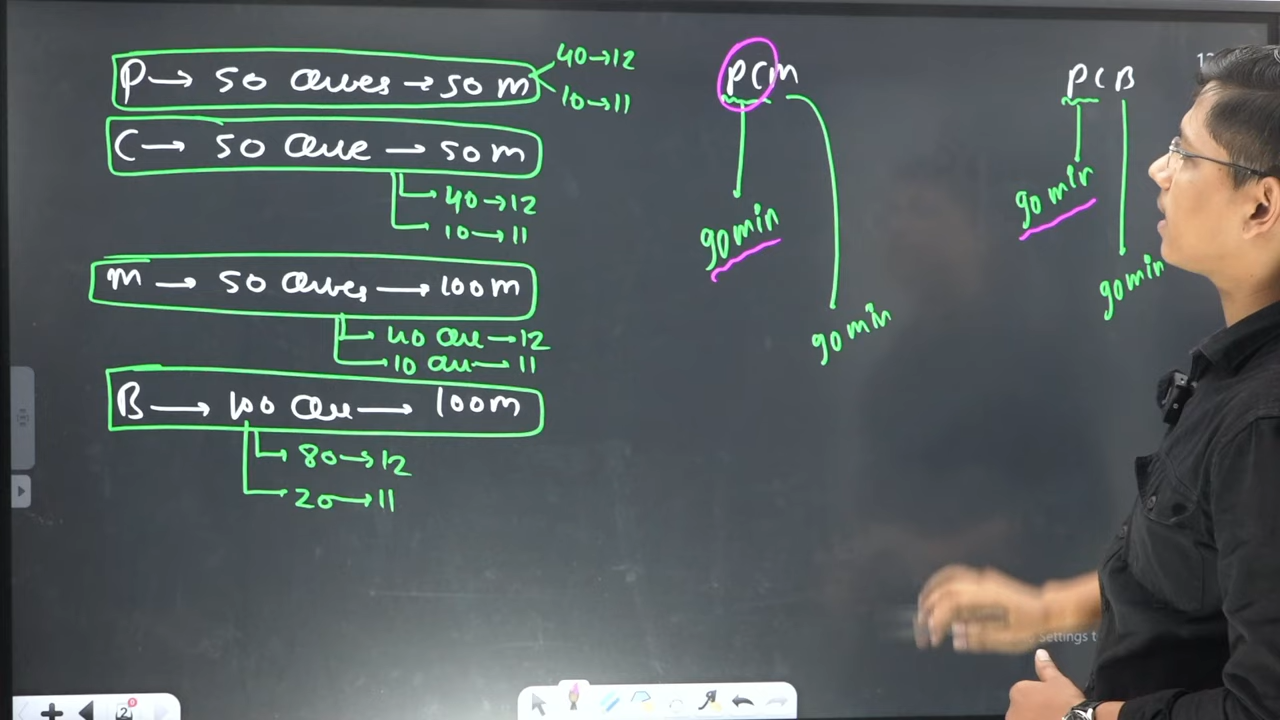 P → 50 Ques → 50 m
40 → 12
10 → 11
C → 50 Que → 50 m
40 → 12
10 → 11
M → 50 Ques → 100 m
40 Que → 12
10 Que → 11
B → 100 Que → 100 m
80 → 12
20 → 11
PCM
90 min
90 min
PCB
90 min
90 min
Settings t
2